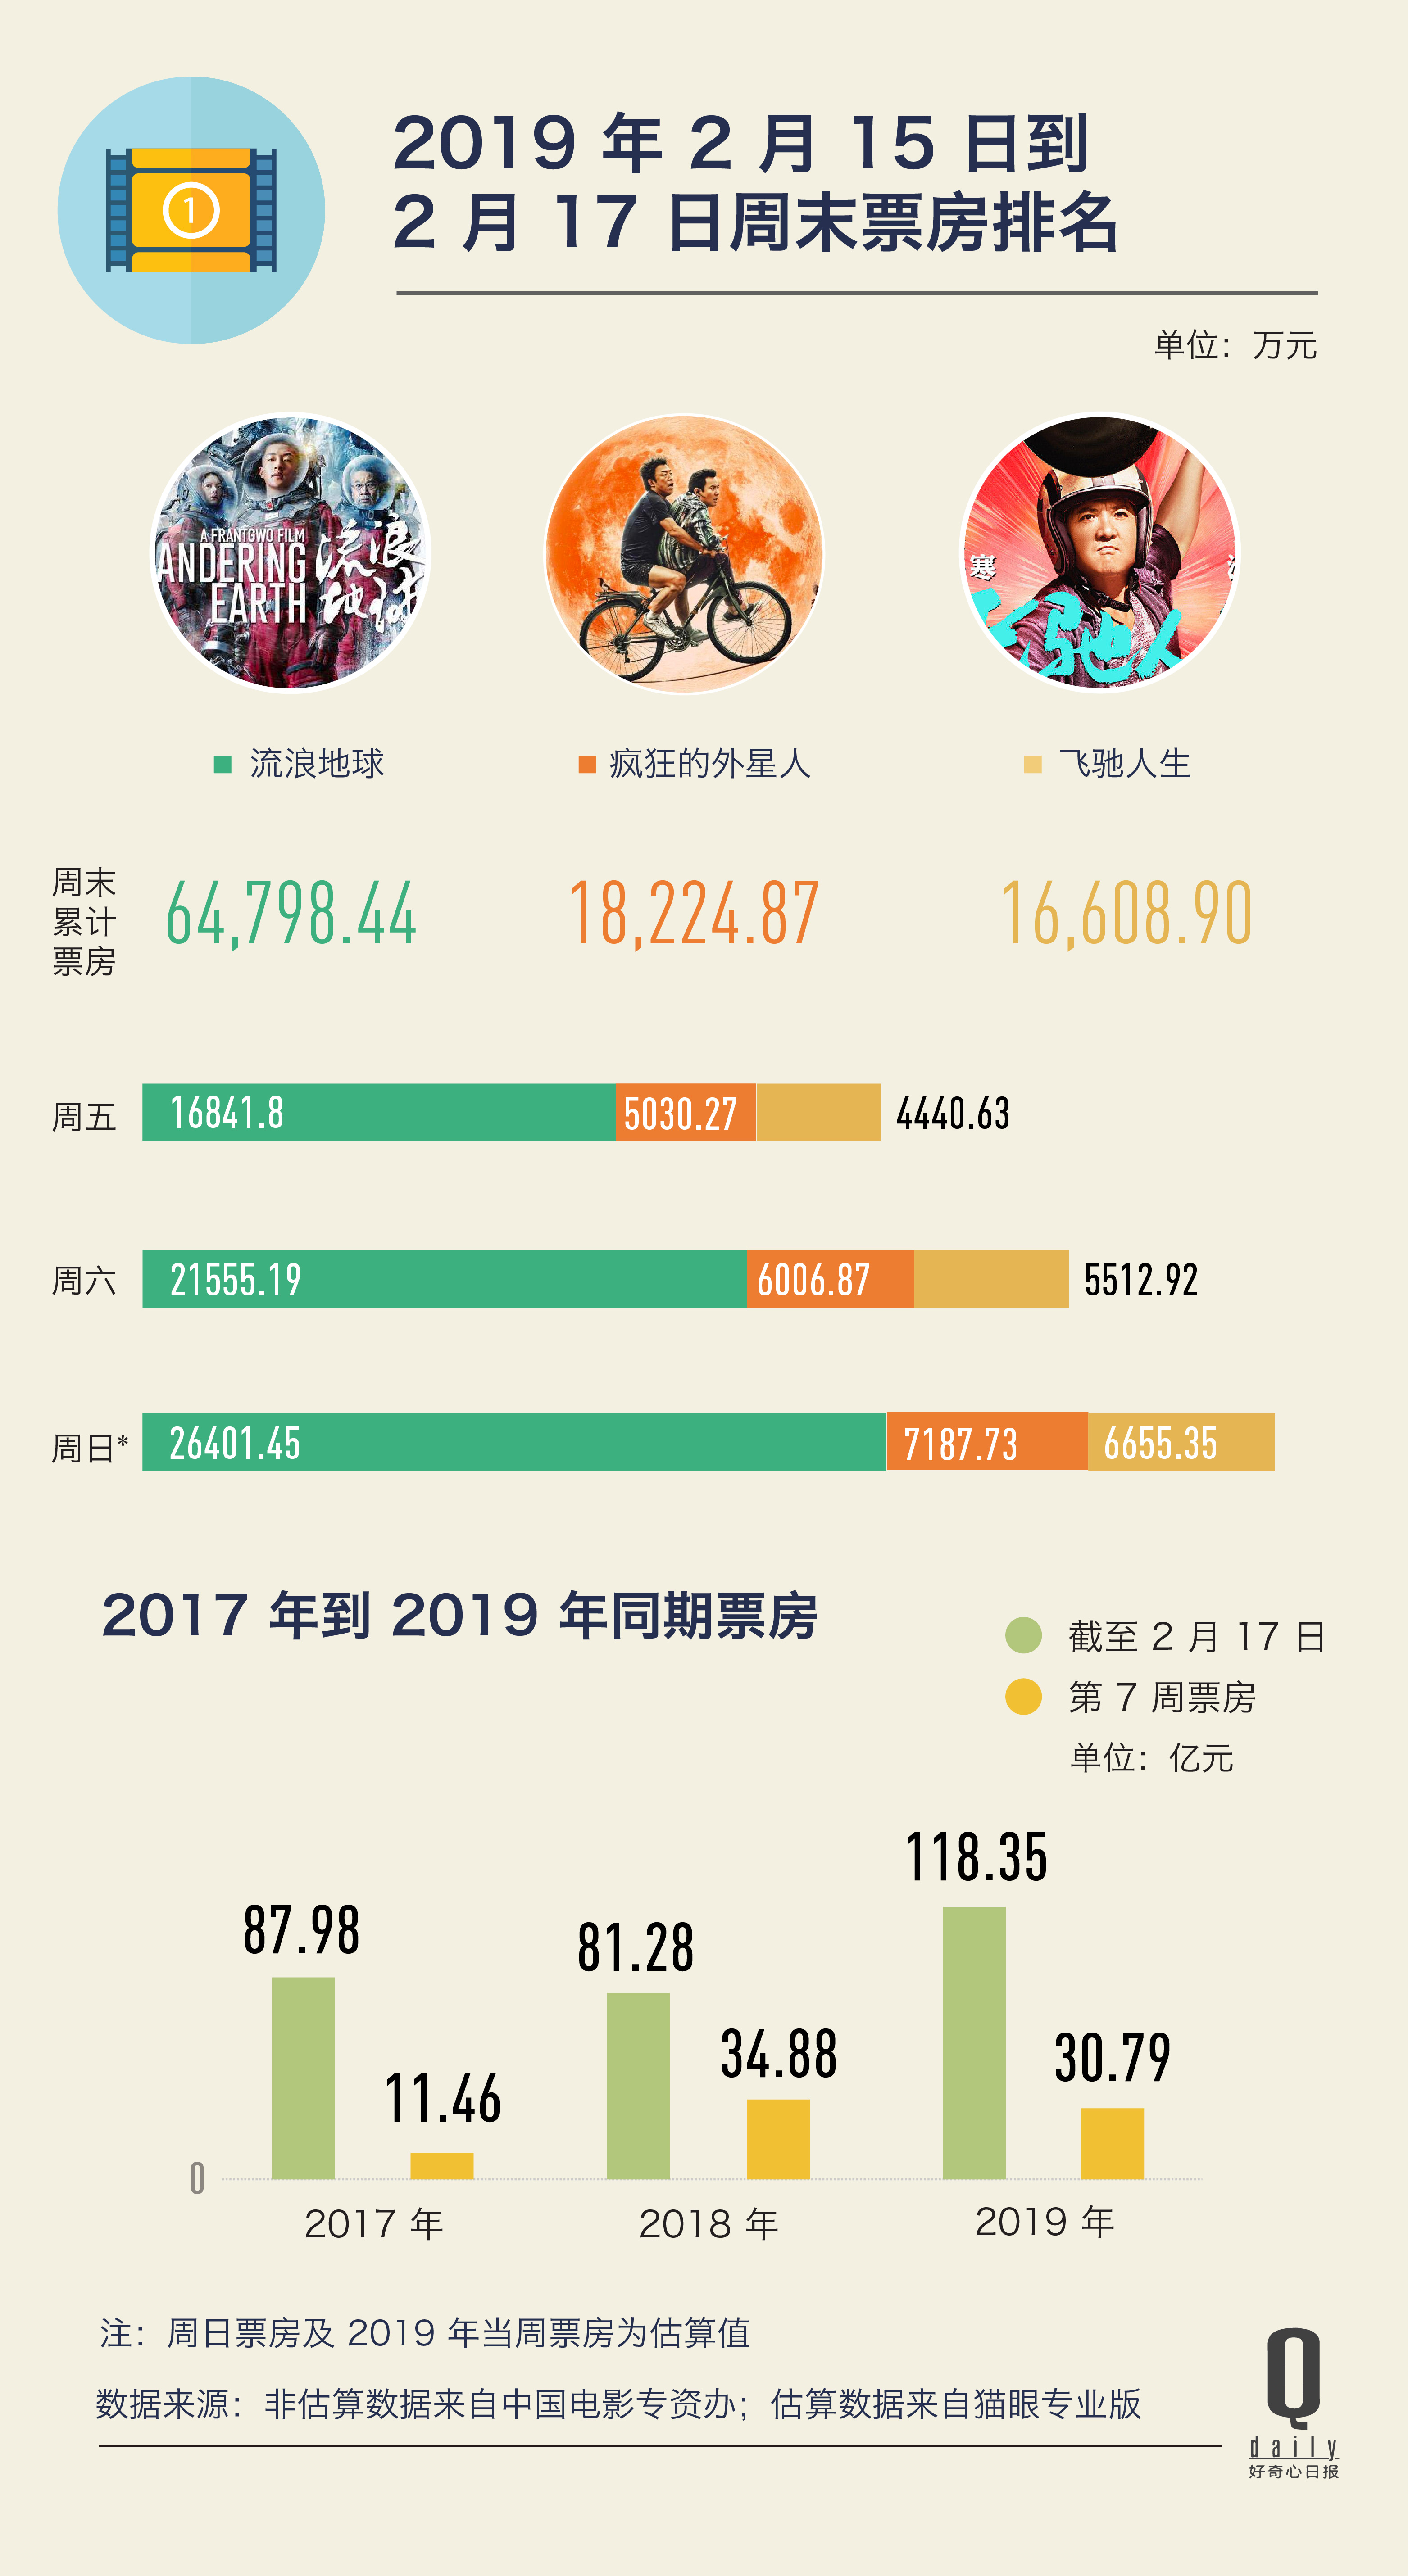 1
2019 年 2 月 15 日到
2 月 17 日周末票房排名
单位：万元
A FRANTGWO FILM
ANDERING
EARTH
流浪
地球
寒
驰人
流浪地球
疯狂的外星人
飞驰人生
周末
累计
票房
64,798.44
18,224.87
16,608.90
周五
16841.8
5030.27
4440.63
周六
21555.19
6006.87
5512.92
周日*
26401.45
7187.73
6655.35
2017 年到 2019 年同期票房
截至 2 月 17 日
第 7 周票房
单位：亿元
87.98
11.46
81.28
34.88
118.35
30.79
0
2017 年
2018 年
2019 年
注：周日票房及 2019 年当周票房为估算值
数据来源：非估算数据来自中国电影专资办；估算数据来自猫眼专业版
Q
daily
好奇心日报